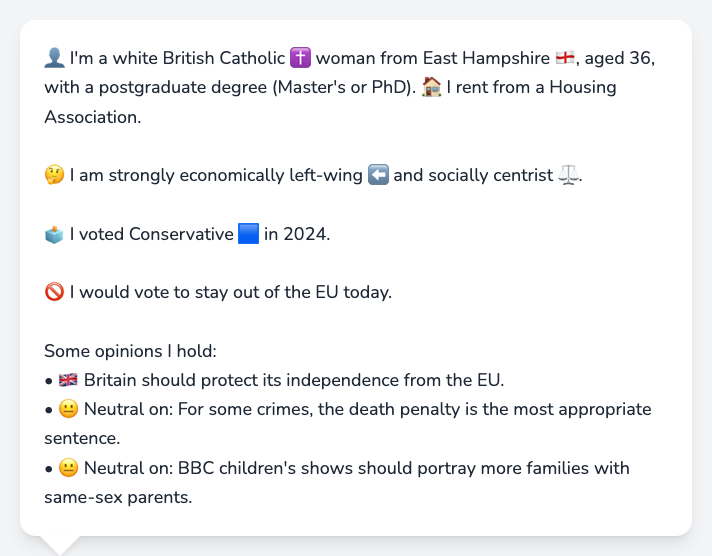 👤 I'm a white British Catholic ✝️ woman from East Hampshire 🏴󠁧󠁢󠁥󠁮󠁧󠁿, aged 36,
with a postgraduate degree (Master's or PhD). 🏠 I rent from a Housing
Association.
🤔 I am strongly economically left-wing ⬅️ and socially centrist ⚖️.
🗳️ I voted Conservative 🟦 in 2024.
🚫 I would vote to stay out of the EU today.
Some opinions I hold:
• 🇬🇧 Britain should protect its independence from the EU.
• 😐 Neutral on: For some crimes, the death penalty is the most appropriate
sentence.
• 😐 Neutral on: BBC children's shows should portray more families with
same-sex parents.